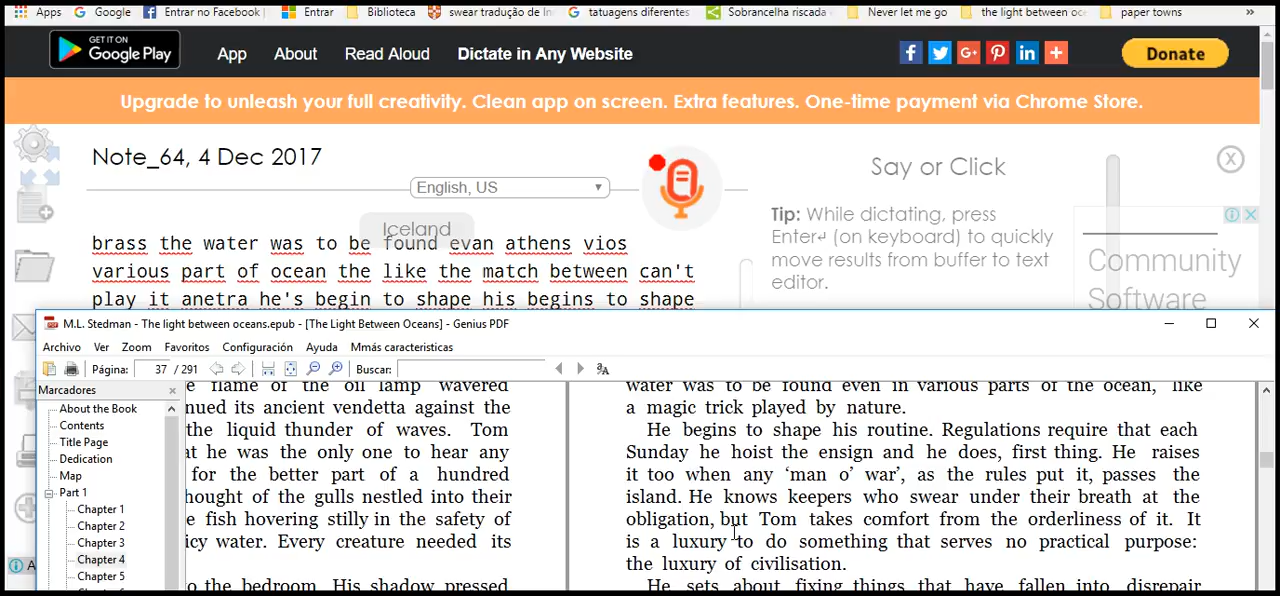 Apps Google Entrar no Facebook | Entrar Biblioteca swear tradução de In tatuagens diferentes Sobrancelha riscada Never let me go the light between oce paper towns »
GET IT ON
Google Play
App About Read Aloud Dictate in Any Website
Donate
Upgrade to unleash your full creativity. Clean app on screen. Extra features. One-time payment via Chrome Store.
Note_64, 4 Dec 2017
English, US
Say or Click
Iceland
Tip: While dictating, press
Enter↵ (on keyboard) to quickly
move results from buffer to text
editor.
brass the water was to be found evan athens vios
various part of ocean the like the match between can't
play it anetra he's begin to shape his begins to shape
Community
Software
M.L. Stedman - The light between oceans.epub - [The Light Between Oceans] - Genius PDF
Archivo Ver Zoom Favoritos Configuración Ayuda Mmás caracteristicas
Página: 37 / 291 Buscar:
Marcadores
About the Book
Contents
Title Page
Dedication
Map
Part 1
Chapter 1
Chapter 2
Chapter 3
Chapter 4
Chapter 5
e flame of the oil lamp wavered
nued its ancient vendetta against the
the liquid thunder of waves. Tom
at he was the only one to hear any
for the better part of a hundred
hought of the gulls nestled into their
e fish hovering stilly in the safety of
icy water. Every creature needed its
to the bedroom. His shadow pressed
water was to be found even in various parts of the ocean, like
a magic trick played by nature.
He begins to shape his routine. Regulations require that each
Sunday he hoist the ensign and he does, first thing. He raises
it too when any ‘man o’ war’, as the rules put it, passes the
island. He knows keepers who swear under their breath at the
obligation, but Tom takes comfort from the orderliness of it. It
is a luxury to do something that serves no practical purpose:
the luxury of civilisation.
He sets about fixing things that have fallen into disrepair